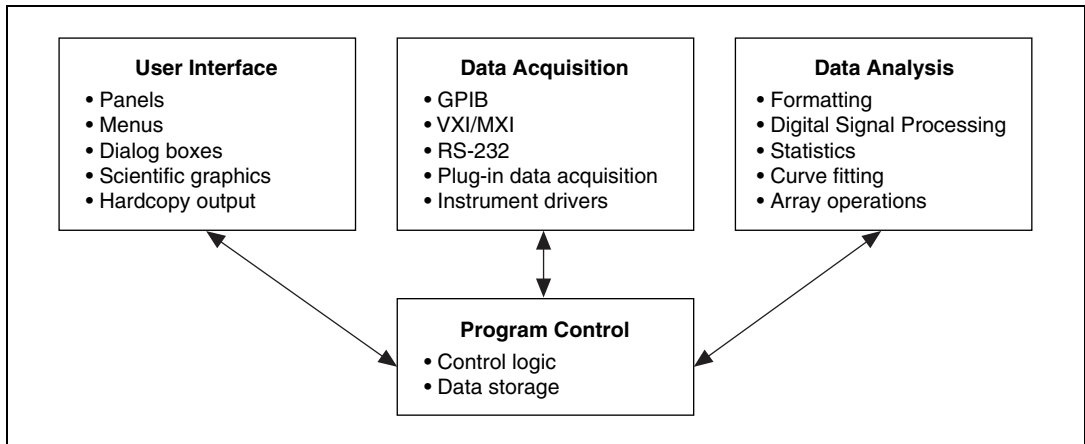 User Interface
• Panels
• Menus
• Dialog boxes
• Scientific graphics
• Hardcopy output
Data Acquisition
• GPIB
• VXI/MXI
• RS-232
• Plug-in data acquisition
• Instrument drivers
Data Analysis
• Formatting
• Digital Signal Processing
• Statistics
• Curve fitting
• Array operations
Program Control
• Control logic
• Data storage